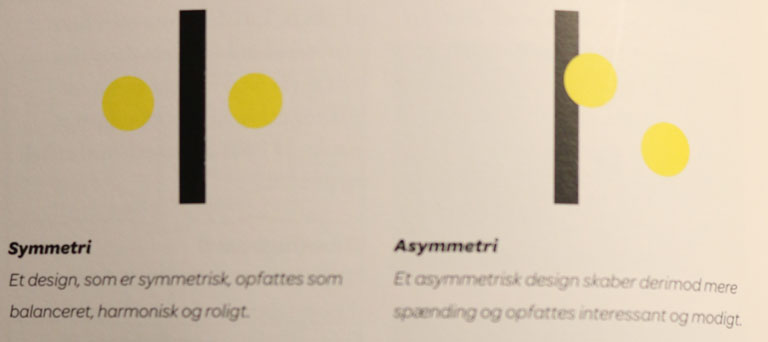 Symmetri
Et design, som er symmetrisk, opfattes som
balanceret, harmonisk og roligt.
Asymmetri
Et asymmetrisk design skaber derimod mere
spænding og opfattes interessant og modigt.